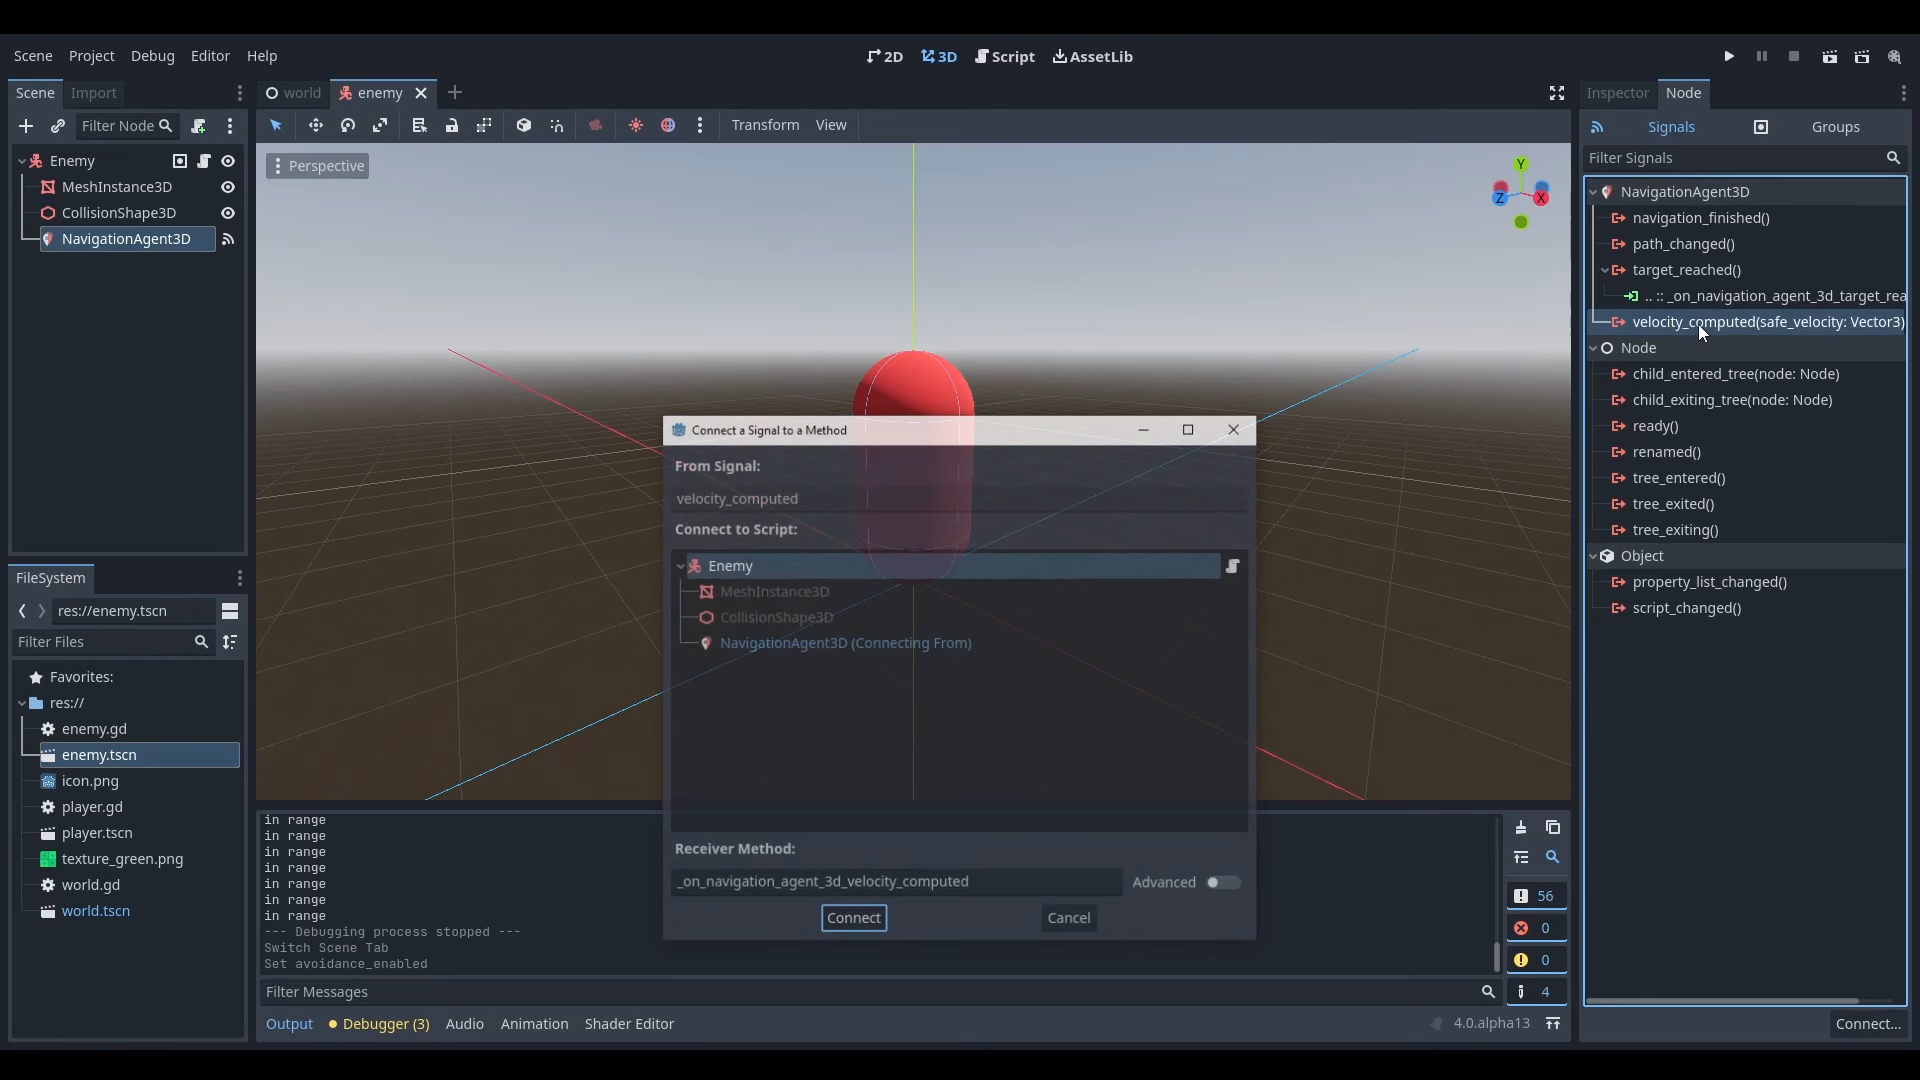 Scene Project Debug Editor Help
2D 3D Script AssetLib
Scene Import
world enemy
Inspector Node
Filter Node
Transform View
Signals Groups
Perspective
Y
Z X
Filter Signals
Enemy
MeshInstance3D
CollisionShape3D
NavigationAgent3D
NavigationAgent3D
navigation_finished()
path_changed()
target_reached()
.. :: _on_navigation_agent_3d_target_rea
velocity_computed(safe_velocity: Vector3)
Node
child_entered_tree(node: Node)
child_exiting_tree(node: Node)
ready()
renamed()
tree_entered()
tree_exited()
tree_exiting()
Object
property_list_changed()
script_changed()
Connect a Signal to a Method
From Signal:
velocity_computed
Connect to Script:
Enemy
MeshInstance3D
CollisionShape3D
NavigationAgent3D (Connecting From)
Receiver Method:
_on_navigation_agent_3d_velocity_computed
Advanced
Connect Cancel
FileSystem
res://enemy.tscn
Filter Files
Favorites:
res://
enemy.gd
enemy.tscn
icon.png
player.gd
player.tscn
texture_green.png
world.gd
world.tscn
in range
in range
in range
in range
in range
in range
in range
--- Debugging process stopped ---
Switch Scene Tab
Set avoidance_enabled
56
0
0
4
Filter Messages
Output Debugger (3) Audio Animation Shader Editor
4.0.alpha13
Connect...